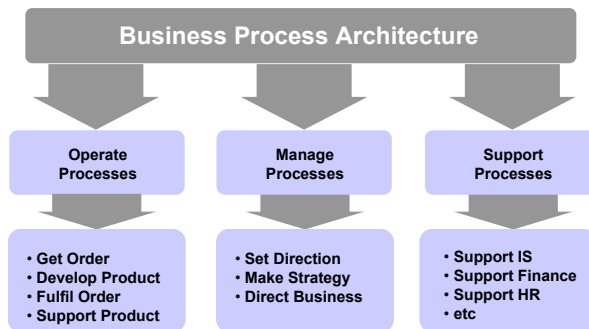 Business Process Architecture
Operate
Processes
Manage
Processes
Support
Processes
• Get Order
• Develop Product
• Fulfil Order
• Support Product
• Set Direction
• Make Strategy
• Direct Business
• Support IS
• Support Finance
• Support HR
• etc